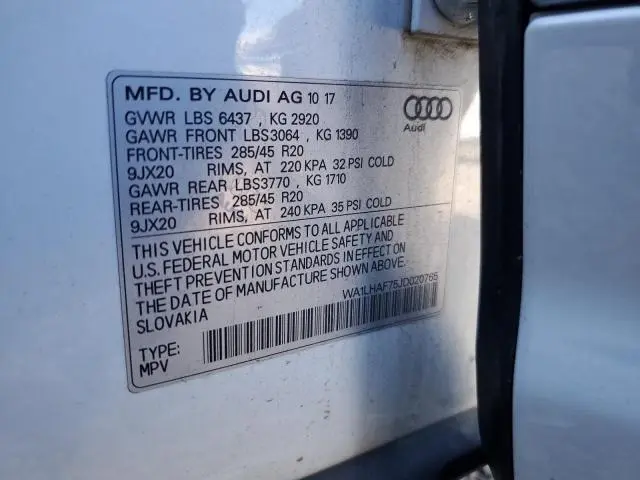 MFD. BY AUDI AG 10 17
GVWR LBS 6437 , KG 2920
GAWR FRONT LBS3064 , KG 1390
FRONT-TIRES 285/45 R20
9JX20 RIMS, AT 220 KPA 32 PSI COLD
GAWR REAR LBS3770 , KG 1710
REAR-TIRES 285/45 R20
9JX20 RIMS, AT 240 KPA 35 PSI COLD
Audi
THIS VEHICLE CONFORMS TO ALL APPLICABLE
U.S. FEDERAL MOTOR VEHICLE SAFETY AND
THEFT PREVENTION STANDARDS IN EFFECT ON
THE DATE OF MANUFACTURE SHOWN ABOVE.
SLOVAKIA
WA1LHAF75JD020765
TYPE:
MPV